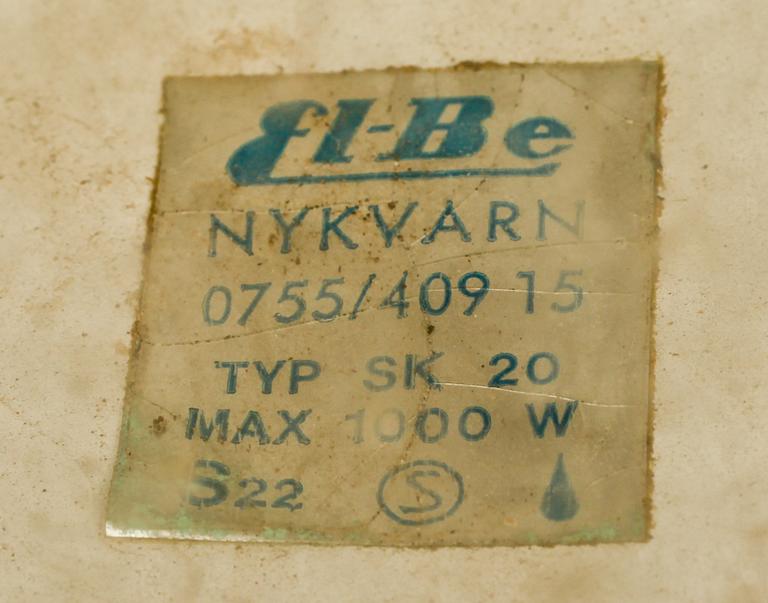 El-Be
NYKVARN
0755/409 15
TYP SK 20
MAX 1000 W
S22 S